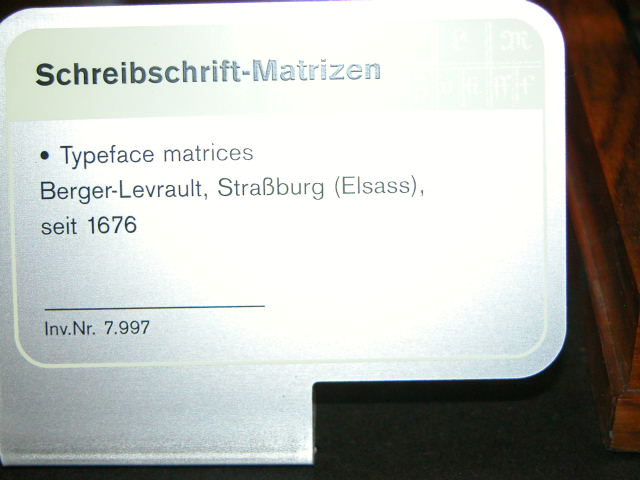 Schreibschrift-Matrizen
• Typeface matrices
Berger-Levrault, Straßburg (Elsass),
seit 1676
Inv.Nr. 7.997